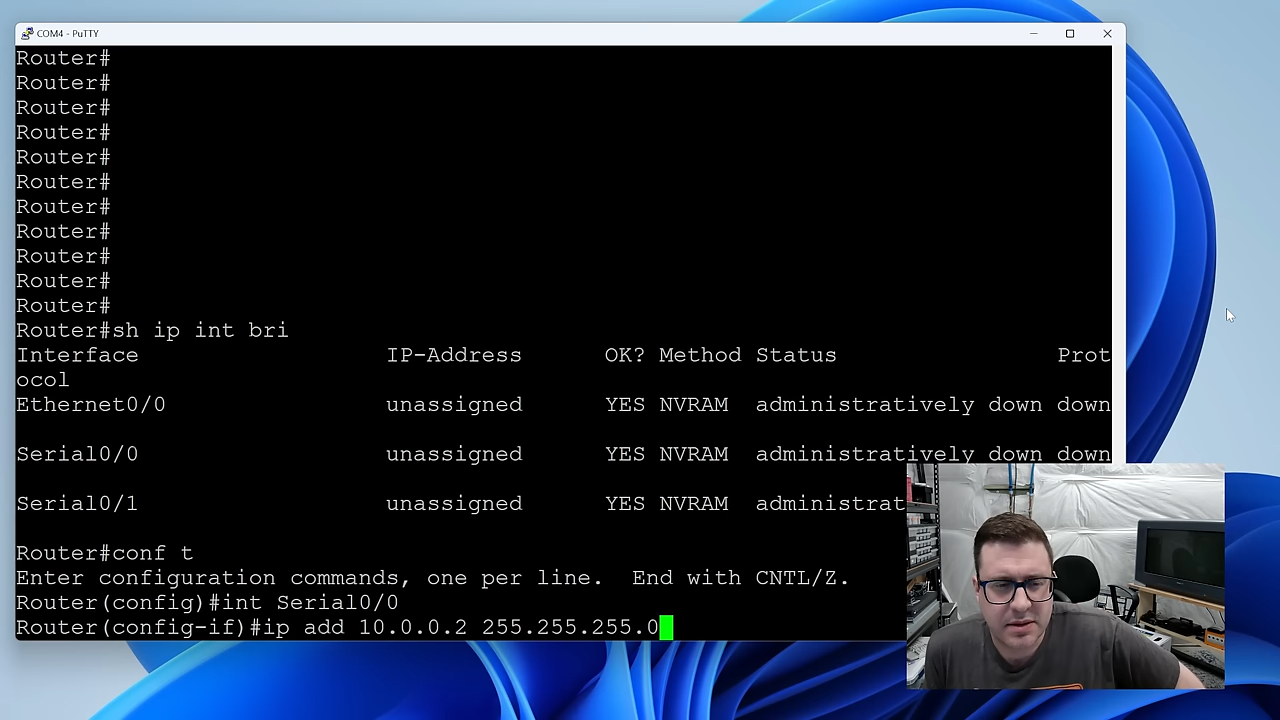 COM4 - PuTTY
Router#
Router#
Router#
Router#
Router#
Router#
Router#
Router#
Router#
Router#
Router#
Router#sh ip int bri
Interface IP-Address OK? Method Status Prot
ocol
Ethernet0/0 unassigned YES NVRAM administratively down down
Serial0/0 unassigned YES NVRAM administratively down down
Serial0/1 unassigned YES NVRAM administrat
Router#conf t
Enter configuration commands, one per line. End with CNTL/Z.
Router(config)#int Serial0/0
Router(config-if)#ip add 10.0.0.2 255.255.255.0